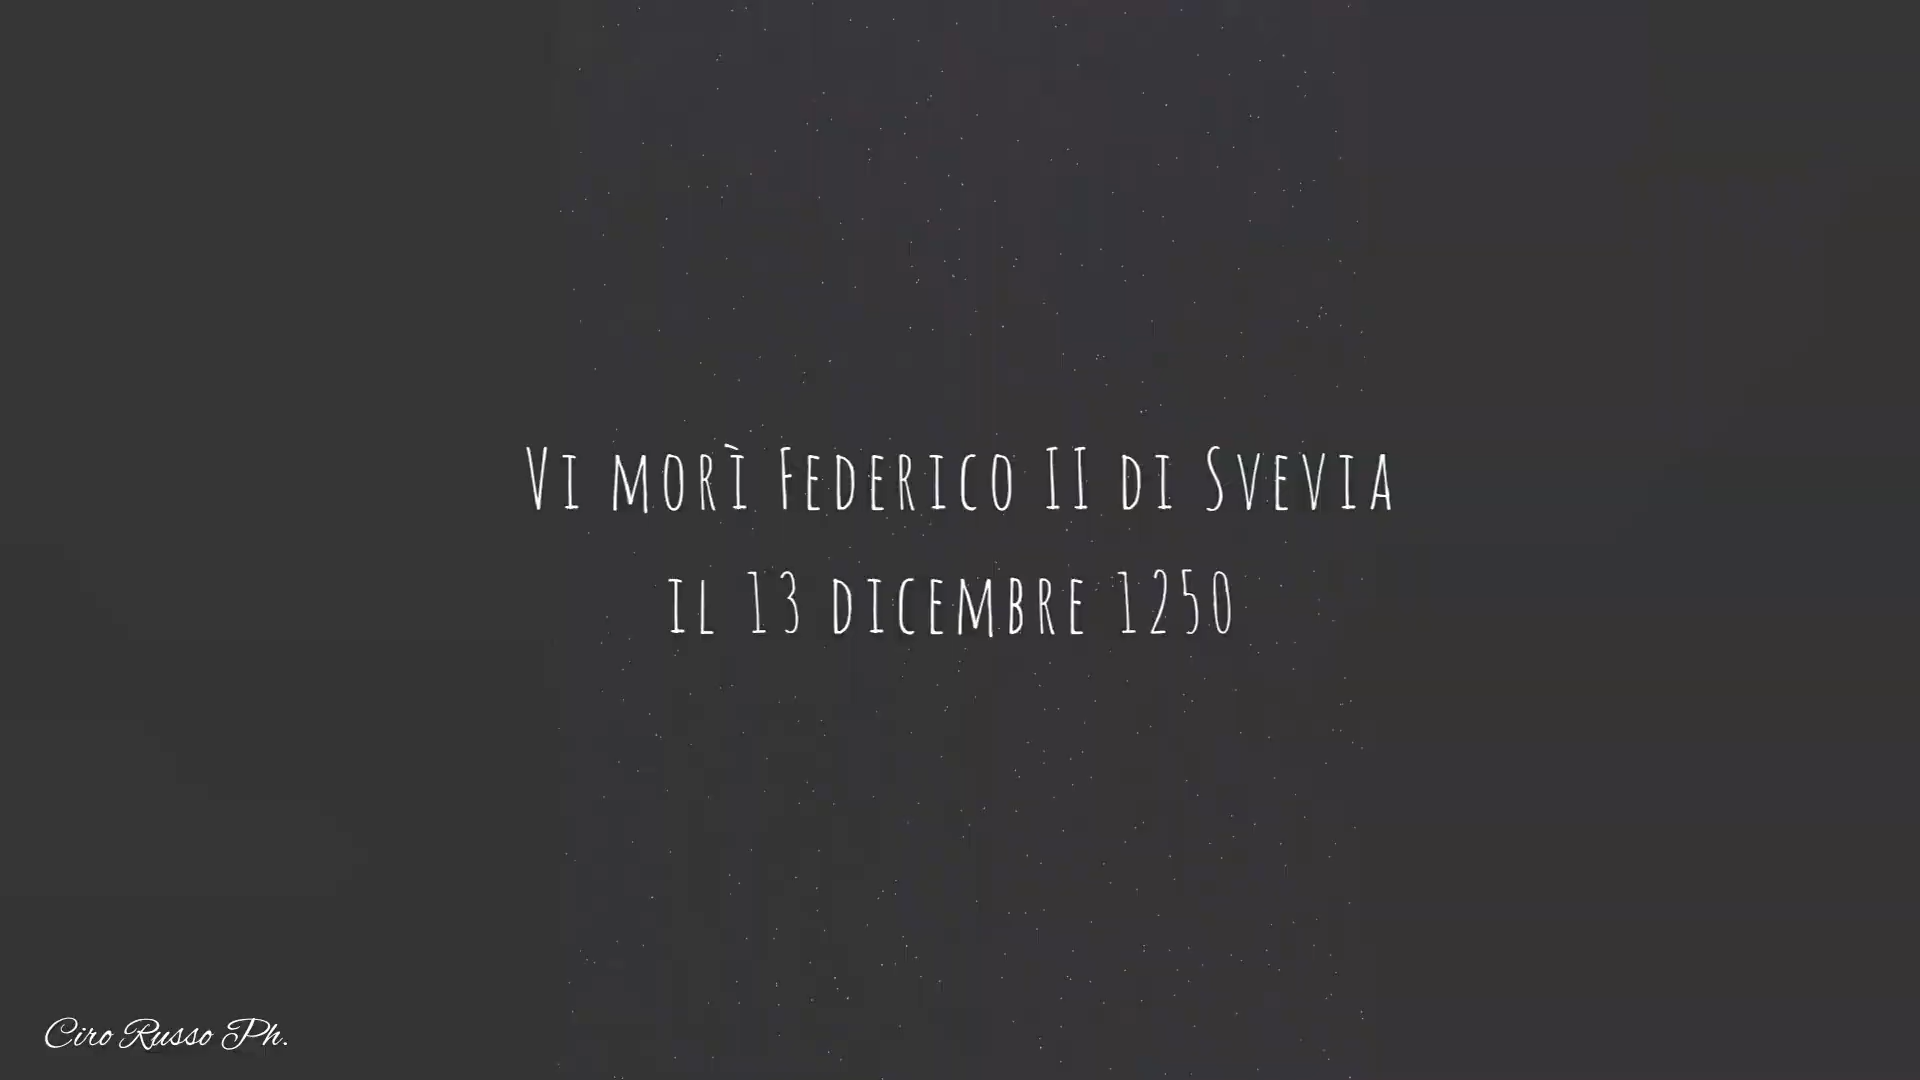 Vi morì Federico II di Svevia
il 13 dicembre 1250
Ciro Russo Ph.